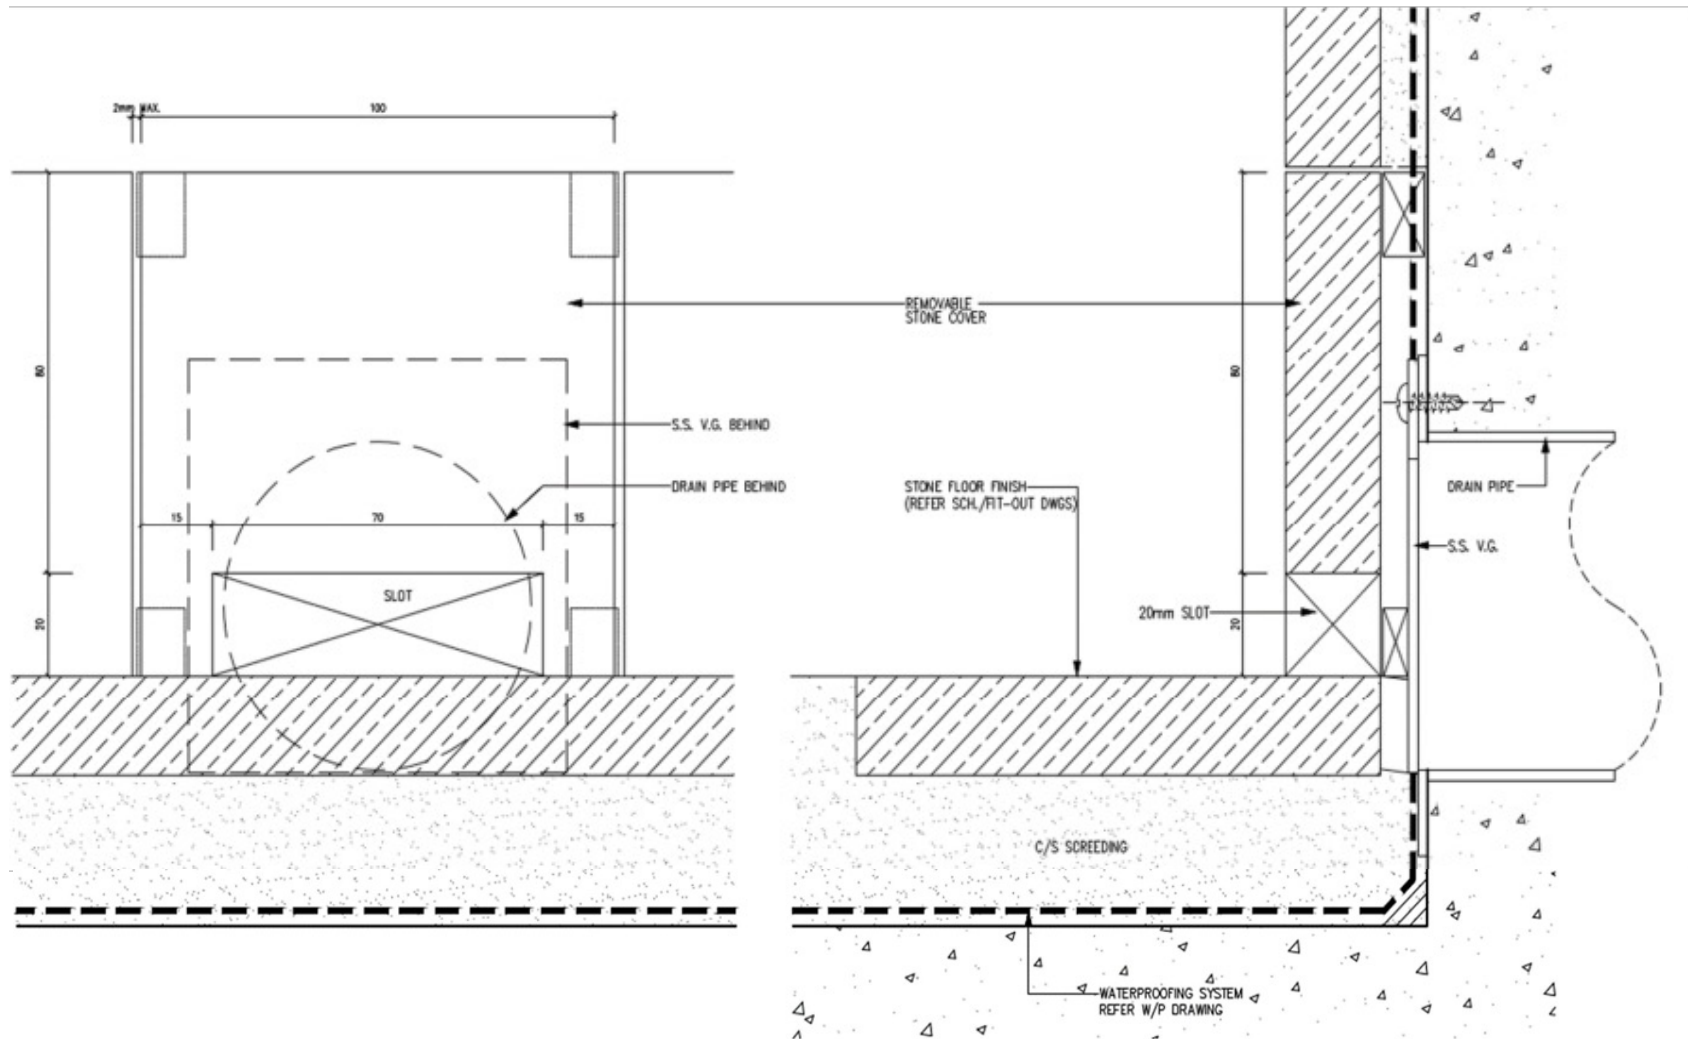 2mm MAX.
100
80
20
15
70
15
SLOT
S.S. V.G. BEHIND
DRAIN PIPE BEHIND
REMOVABLE
STONE COVER
STONE FLOOR FINISH
(REFER SCH./FIT-OUT DWGS)
80
20
20mm SLOT
DRAIN PIPE
S.S. V.G.
C/S SCREEDING
WATERPROOFING SYSTEM
REFER W/P DRAWING